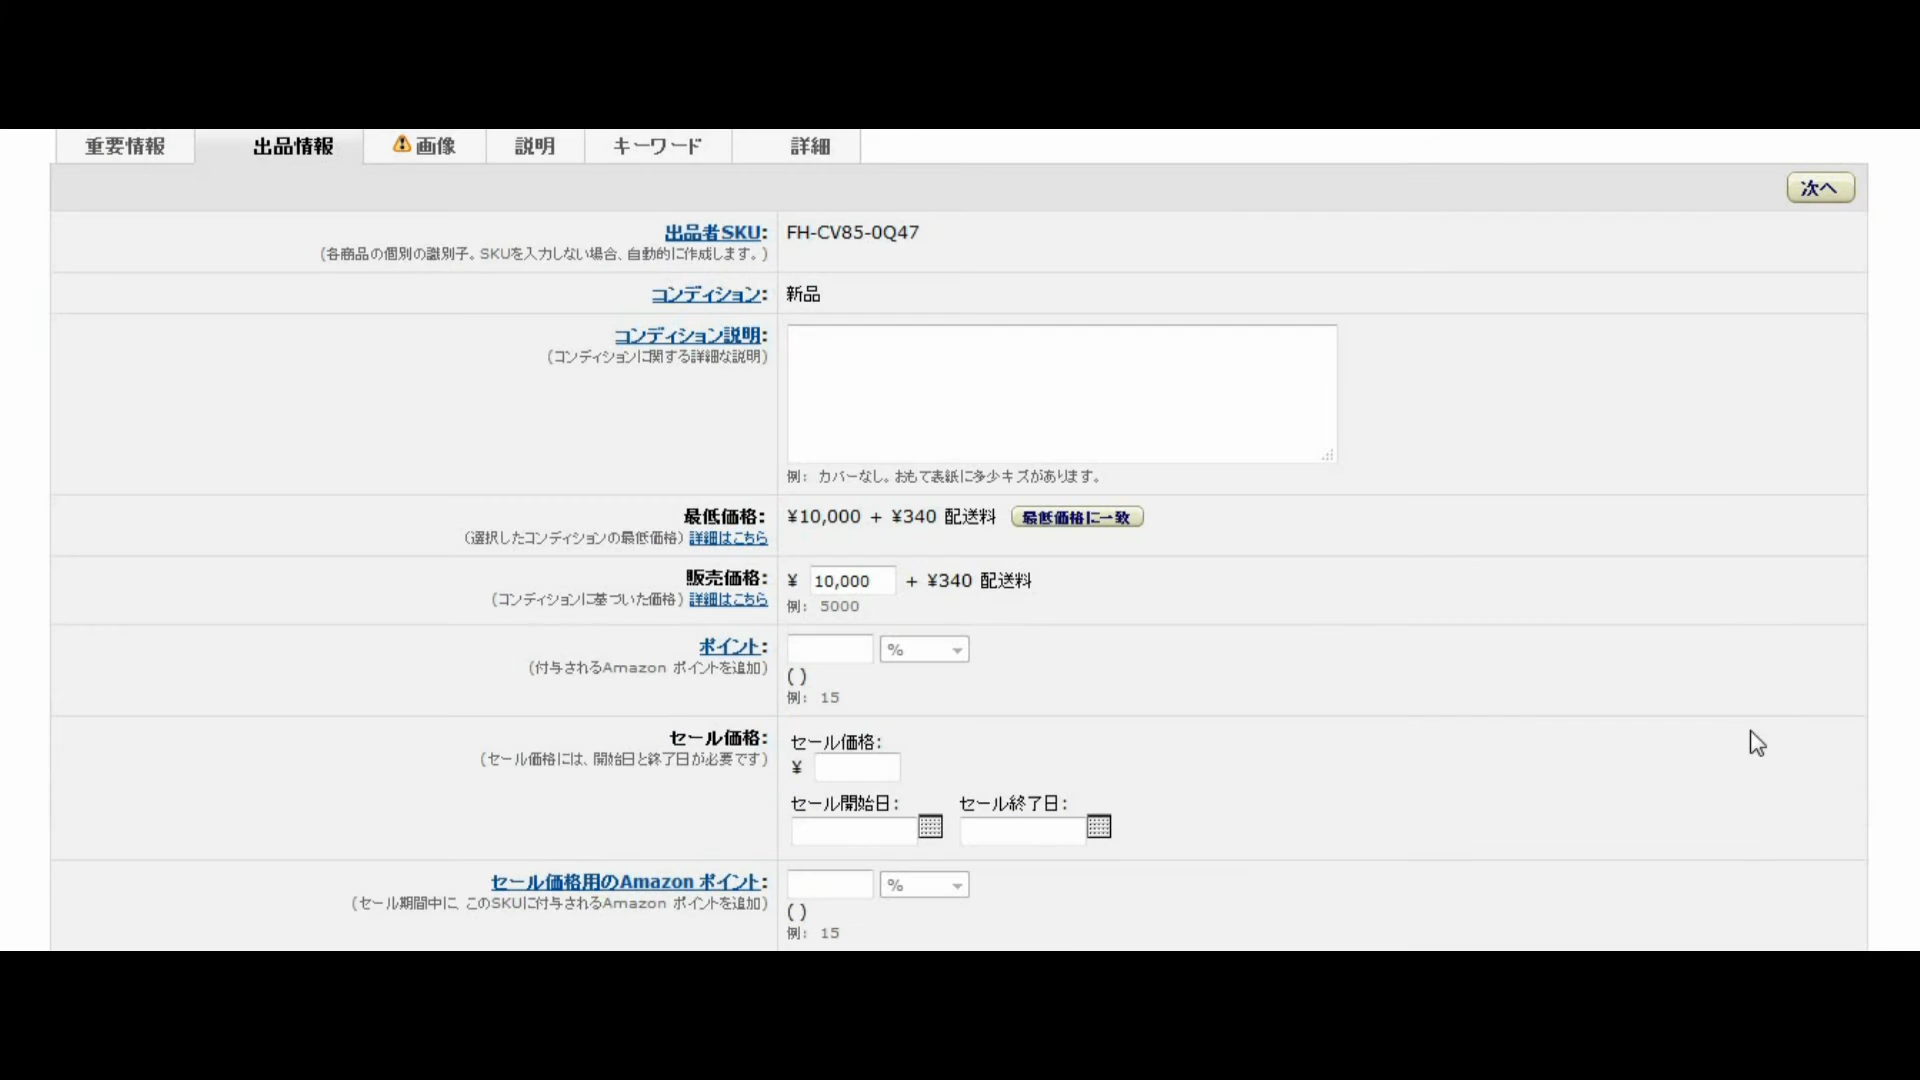 重要情報 出品情報 画像 説明 キーワード 詳細
次へ
出品者SKU: FH-CV85-0Q47
(各商品の個別の識別子。SKUを入力しない場合、自動的に作成します。)
コンディション: 新品
コンディション説明:
(コンディションに関する詳細な説明)
例: カバーなし。おもて表紙に多少キズがあります。
最低価格: ¥10,000 + ¥340 配送料 最低価格に一致
(選択したコンディションの最低価格) 詳細はこちら
販売価格: ¥ 10,000 + ¥340 配送料
(コンディションに基づいた価格) 詳細はこちら
例: 5000
ポイント: %
(付与されるAmazon ポイントを追加)
( )
例: 15
セール価格: セール価格:
(セール価格には、開始日と終了日が必要です)
¥
セール開始日: セール終了日:
セール価格用のAmazon ポイント: %
(セール期間中に、このSKUに付与されるAmazon ポイントを追加)
( )
例: 15